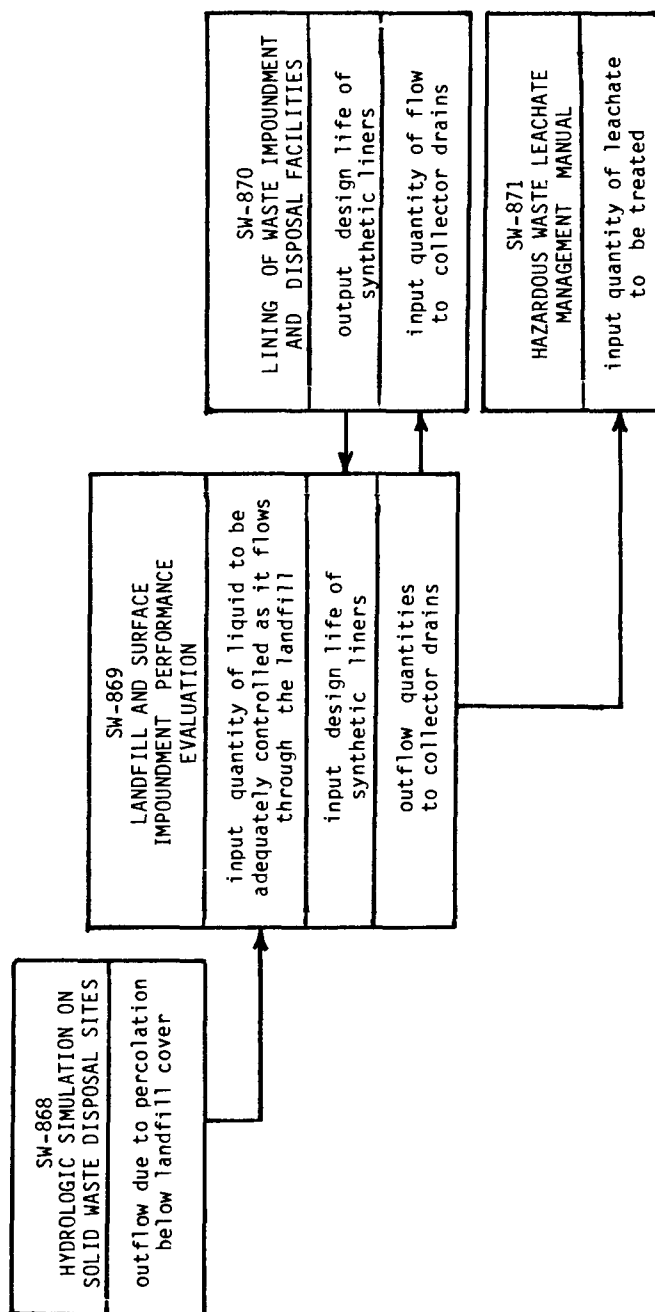 SW-868
HYDROLOGIC SIMULATION ON
SOLID WASTE DISPOSAL SITES
outflow due to percolation
below landfill cover
SW-869
LANDFILL AND SURFACE
IMPOUNDMENT PERFORMANCE
EVALUATION
input quantity of liquid to be
adequately controlled as it flows
through the landfill
input design life of
synthetic liners
outflow quantities
to collector drains
SW-870
LINING OF WASTE IMPOUNDMENT
AND DISPOSAL FACILITIES
output design life of
synthetic liners
input quantity of flow
to collector drains
SW-871
HAZARDOUS WASTE LEACHATE
MANAGEMENT MANUAL
input quantity of leachate
to be treated